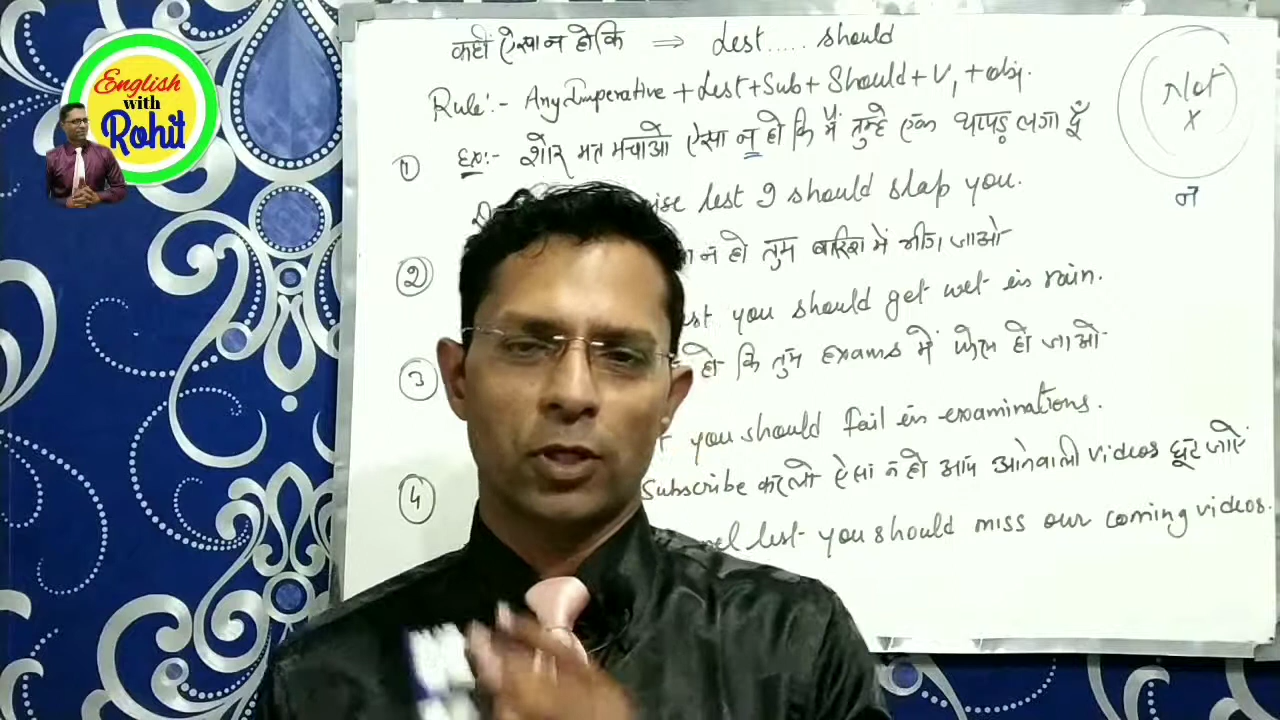 English
with
Rohit
कहीं ऐसा न हो कि ⇒ Lest..... should
Rule:- Any Imperative + Lest + Sub + Should + V1 + obj.
Not
X
न
① Ex:- शोर मत मचाओ ऐसा न हो कि मैं तुम्हे एक थप्पड़ लगा दूँ
lest I should slap you.
② न हो तुम बारिश में भीग जाओ
you should get wet in rain.
③ हो कि तुम exams में फेल हो जाओ
you should fail in examinations.
④ Subscribe करलो ऐसा न हो आप आनेवाली videos छूट जाएं
lest you should miss our coming videos.